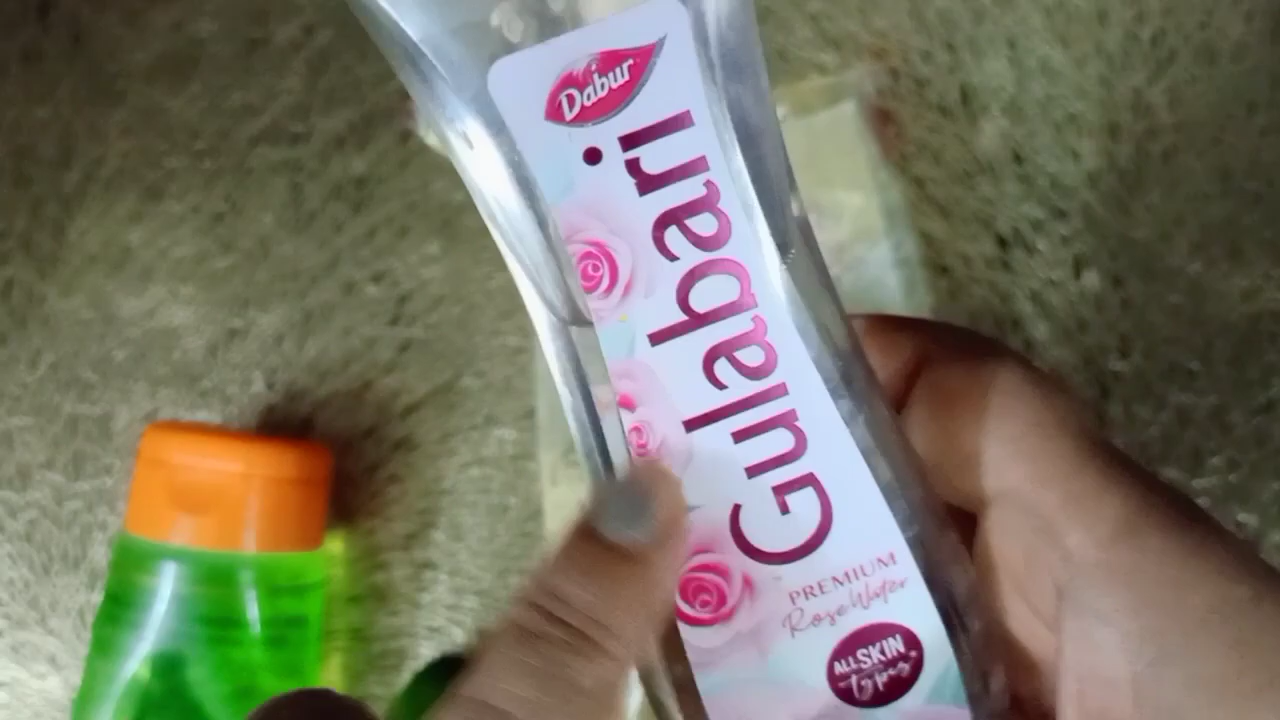 Dabur
Gulabari
PREMIUM
Rose Water
ALL SKIN
Types